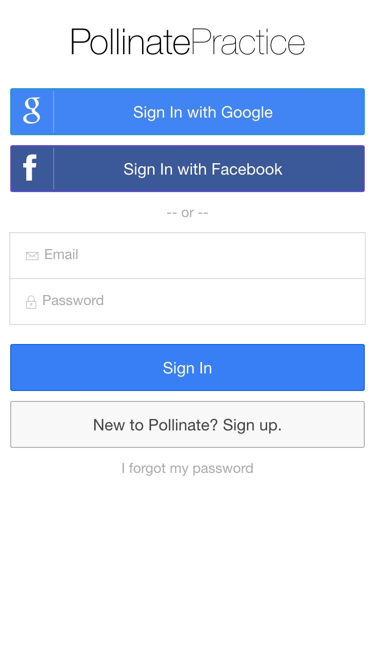 PollinatePractice
g Sign In with Google
f Sign In with Facebook
-- or --
Email
Password
Sign In
New to Pollinate? Sign up.
I forgot my password